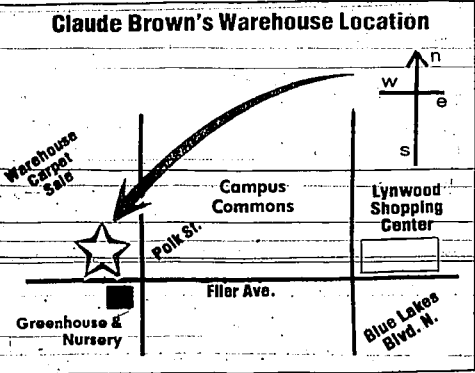 Claude Brown's Warehouse Location
n
w
e
s
Warehouse
Carpet
Sale
Campus
Commons
Lynwood
Shopping
Center
Polk St.
Filer Ave.
Greenhouse &
Nursery
Blue Lakes
Blvd. N.